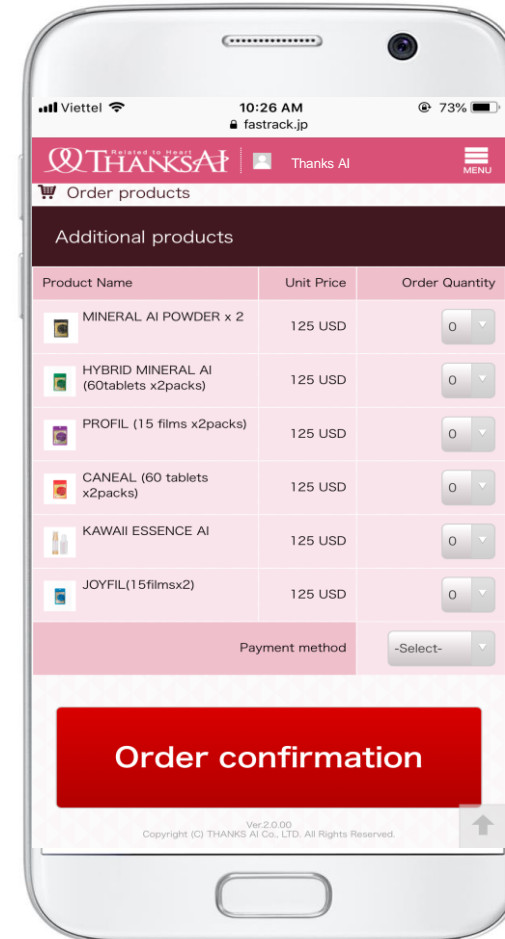 Viettel 10:26 AM 73%
fastrack.jp
Related to Heart
THANKSAI Thanks AI MENU
Order products
Additional products
Product Name Unit Price Order Quantity
MINERAL AI POWDER x 2 125 USD 0
HYBRID MINERAL AI
(60tablets x2packs) 125 USD 0
PROFIL (15 films x2packs) 125 USD 0
CANEAL (60 tablets
x2packs) 125 USD 0
KAWAII ESSENCE AI 125 USD 0
JOYFIL(15filmsx2) 125 USD 0
Payment method -Select-
Order confirmation
Ver.2.0.00
Copyright (C) THANKS AI Co., LTD. All Rights Reserved.